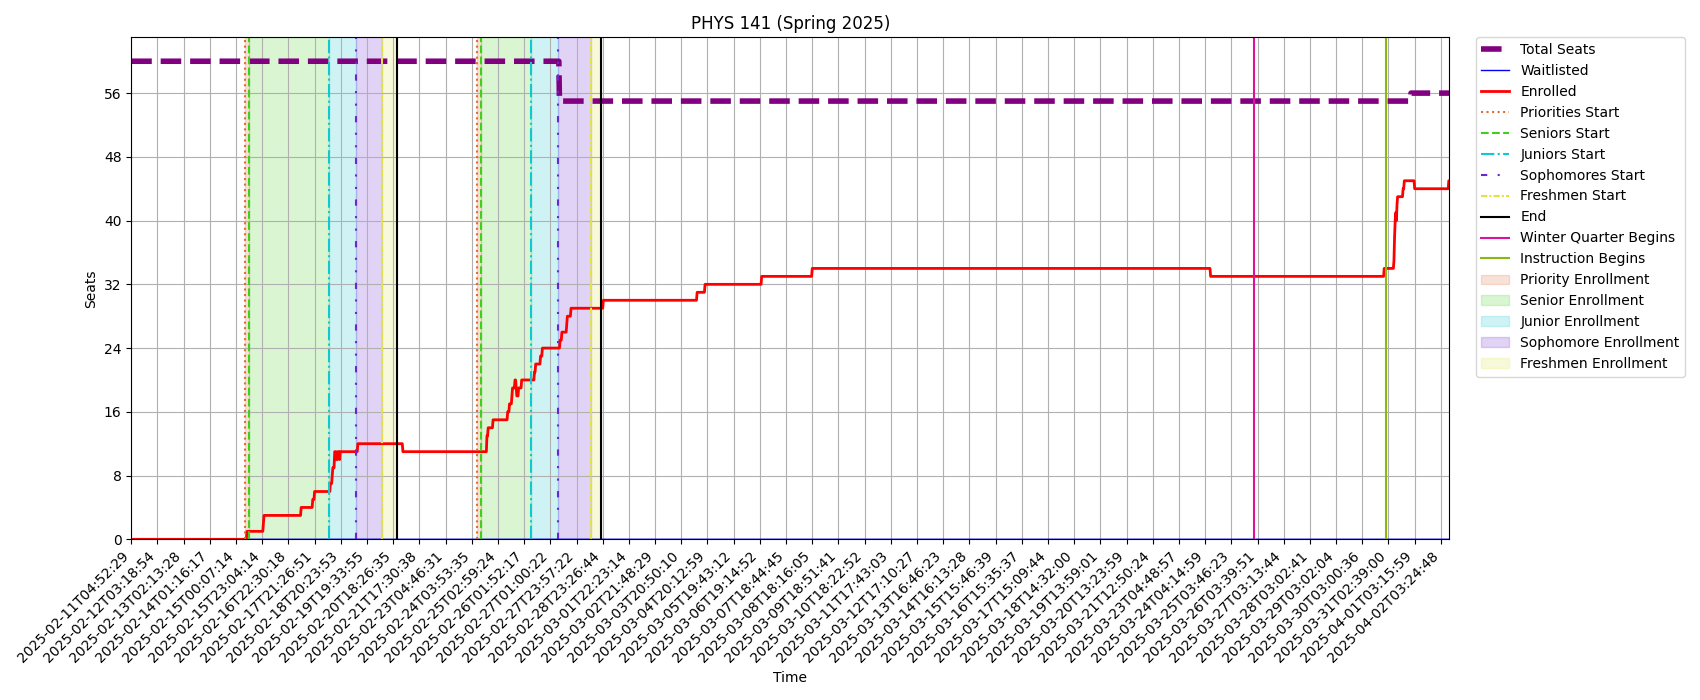 PHYS 141 (Spring 2025)
Seats
56
48
40
32
24
16
8
0
2025-02-11T04:52:29
2025-02-12T03:18:54
2025-02-13T02:13:28
2025-02-14T01:16:17
2025-02-15T00:07:14
2025-02-15T23:04:14
2025-02-16T22:30:18
2025-02-17T21:26:51
2025-02-18T20:23:53
2025-02-19T19:33:55
2025-02-20T18:26:35
2025-02-21T17:30:38
2025-02-23T04:46:31
2025-02-24T03:53:35
2025-02-25T02:59:24
2025-02-26T01:52:17
2025-02-27T01:00:22
2025-02-27T23:57:22
2025-02-28T23:26:44
2025-03-01T22:23:14
2025-03-02T21:48:29
2025-03-03T20:50:10
2025-03-04T20:12:59
2025-03-05T19:43:12
2025-03-06T19:14:52
2025-03-07T18:44:45
2025-03-08T18:16:05
2025-03-09T18:51:41
2025-03-10T18:22:52
2025-03-11T17:43:03
2025-03-12T17:10:27
2025-03-13T16:46:23
2025-03-14T16:13:28
2025-03-15T15:46:39
2025-03-16T15:35:37
2025-03-17T15:09:44
2025-03-18T14:32:00
2025-03-19T13:59:01
2025-03-20T13:23:59
2025-03-21T12:50:24
2025-03-23T04:48:57
2025-03-24T04:14:59
2025-03-25T03:46:23
2025-03-26T03:39:51
2025-03-27T03:13:44
2025-03-28T03:02:41
2025-03-29T03:02:04
2025-03-30T03:00:36
2025-03-31T02:39:00
2025-04-01T03:15:59
2025-04-02T03:24:48
Time
Total Seats
Waitlisted
Enrolled
Priorities Start
Seniors Start
Juniors Start
Sophomores Start
Freshmen Start
End
Winter Quarter Begins
Instruction Begins
Priority Enrollment
Senior Enrollment
Junior Enrollment
Sophomore Enrollment
Freshmen Enrollment